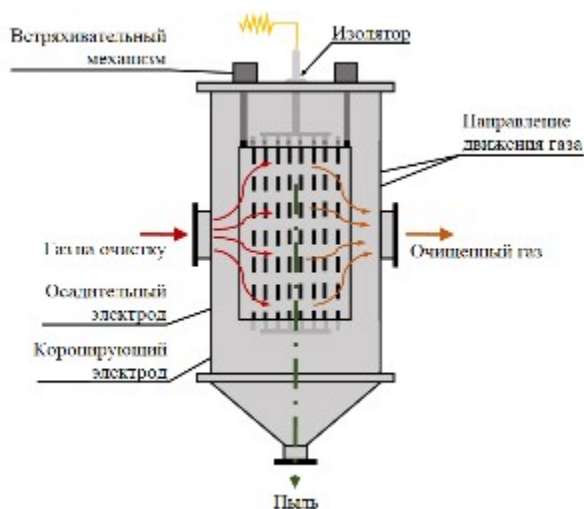 Встряхивательный
механизм
Изолятор
Направление
движения газа
Газ на очистку
Очищенный газ
Осадительный
электрод
Коронирующий
электрод
Пыль